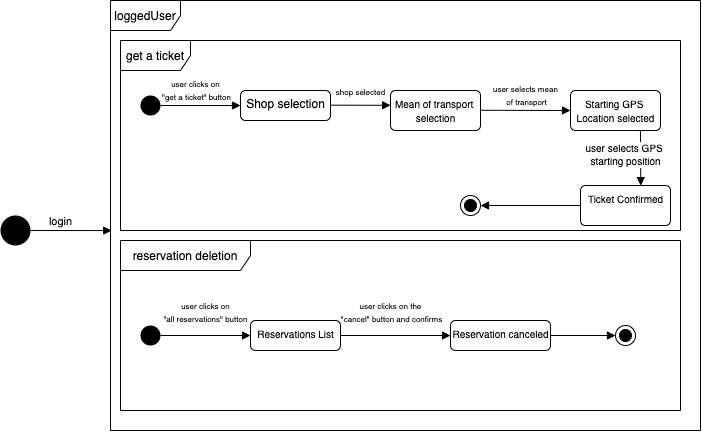 loggedUser
get a ticket
user clicks on
"get a ticket" button
Shop selection
shop selected
Mean of transport
selection
user selects mean
of transport
Starting GPS
Location selected
user selects GPS
starting position
Ticket Confirmed
login
reservation deletion
user clicks on
"all reservations" button
Reservations List
user clicks on the
"cancel" button and confirms
Reservation canceled